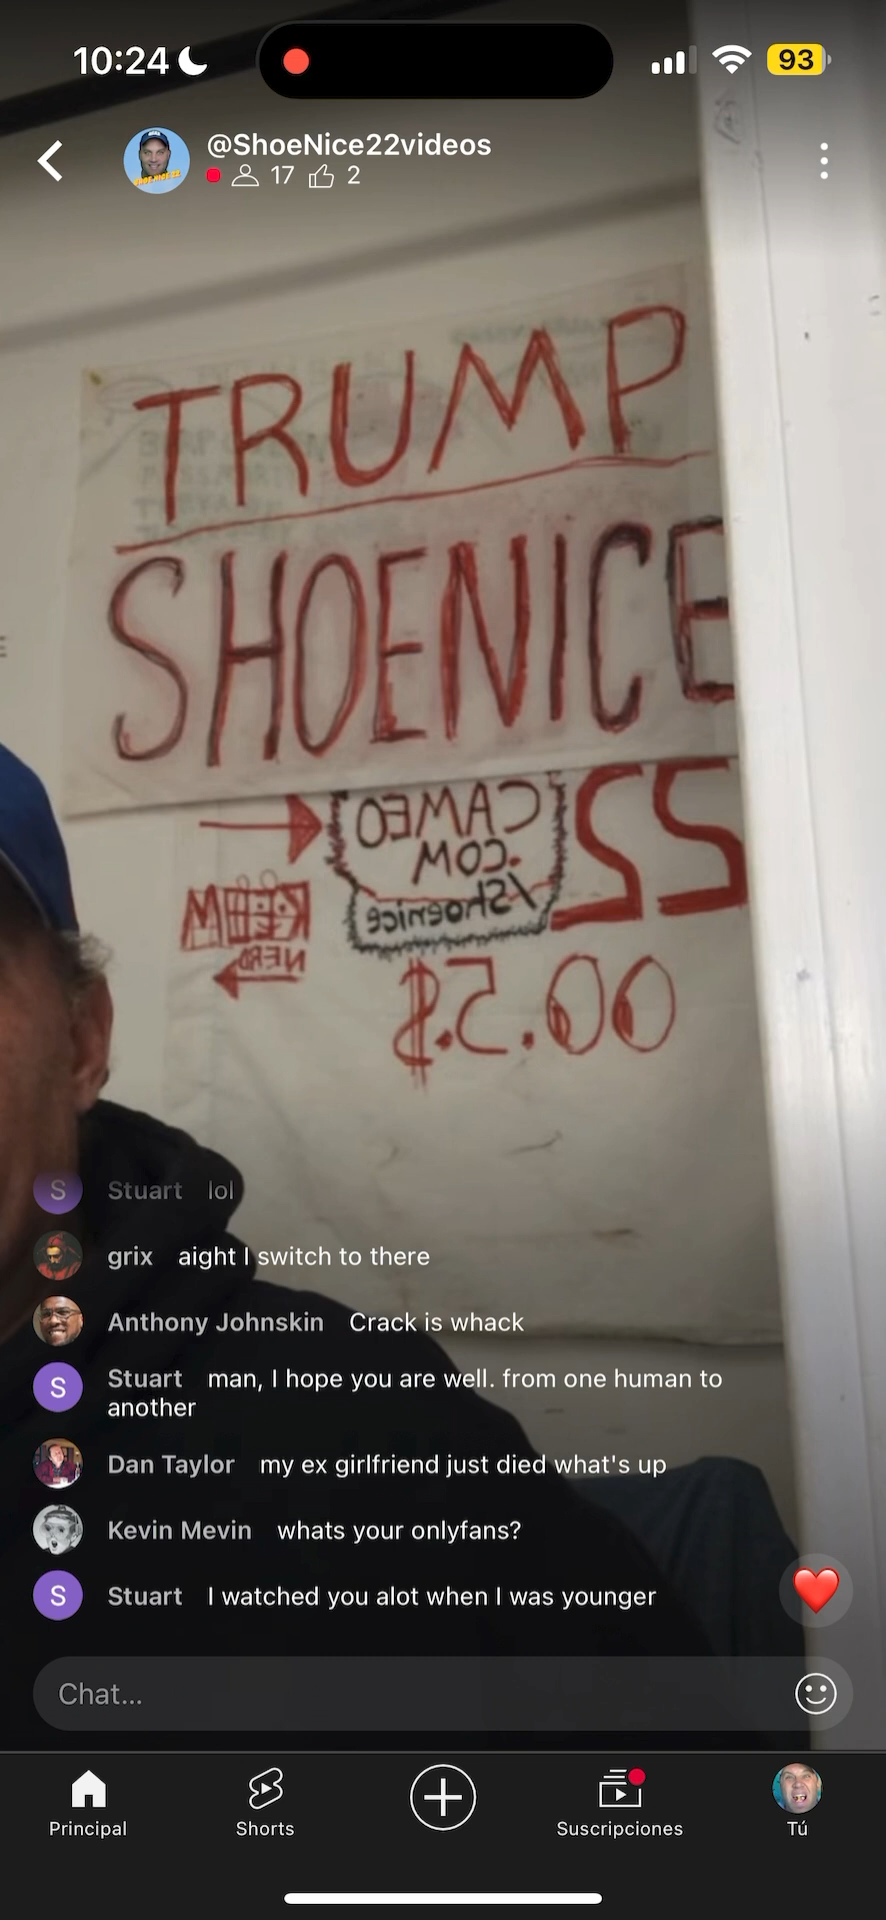 10:24
93
@ShoeNice22videos
17 2
TRUMP
SHOENICE
CAMEO 22
.COM
/Shoenice
NERD
$.5.00
Stuart lol
grix aight I switch to there
Anthony Johnskin Crack is whack
Stuart man, I hope you are well. from one human to
another
Dan Taylor my ex girlfriend just died what's up
Kevin Mevin whats your onlyfans?
S Stuart I watched you alot when I was younger
Chat...
Principal Shorts Suscripciones Tú